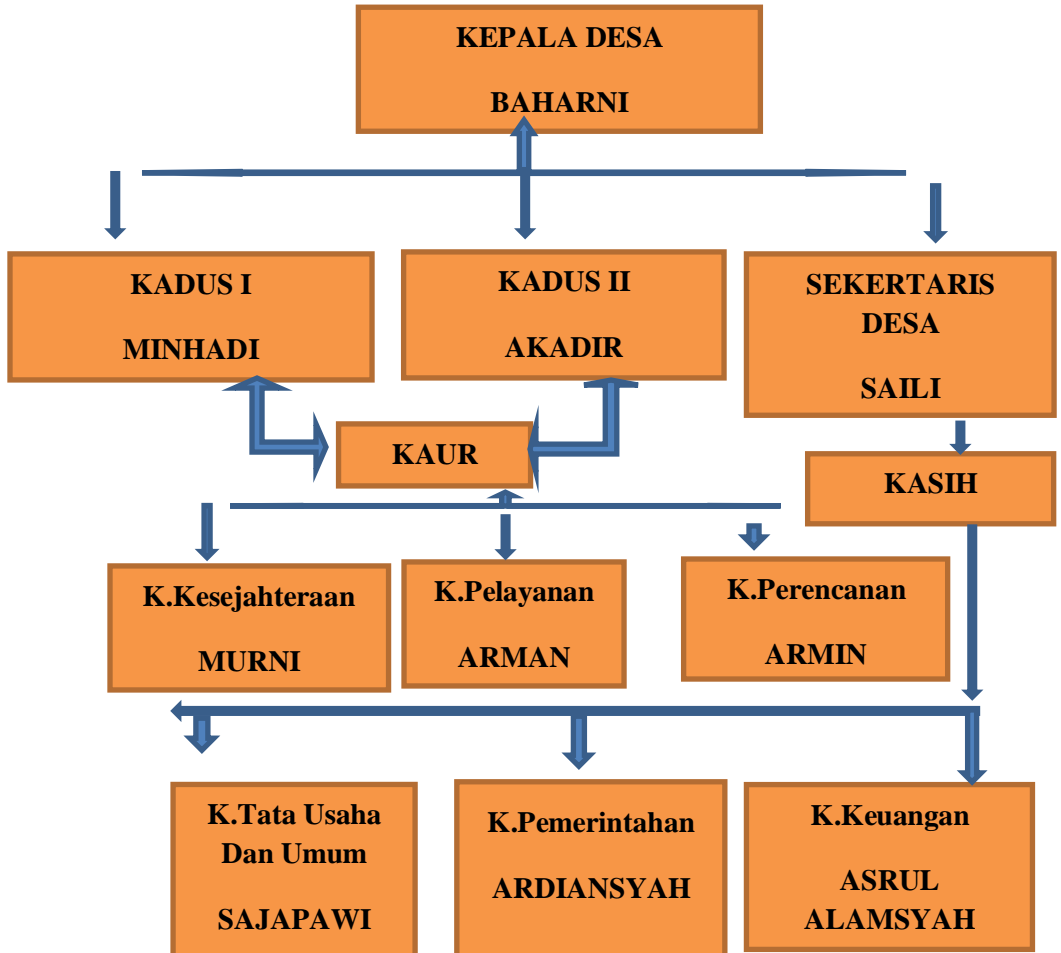 KEPALA DESA
BAHARNI
KADUS I
MINHADI
KADUS II
AKADIR
SEKERTARIS
DESA
SAILI
KAUR
KASIH
K.Kesejahteraan
MURNI
K.Pelayanan
ARMAN
K.Perencanan
ARMIN
K.Tata Usaha
Dan Umum
SAJAPAWI
K.Pemerintahan
ARDIANSYAH
K.Keuangan
ASRUL
ALAMSYAH